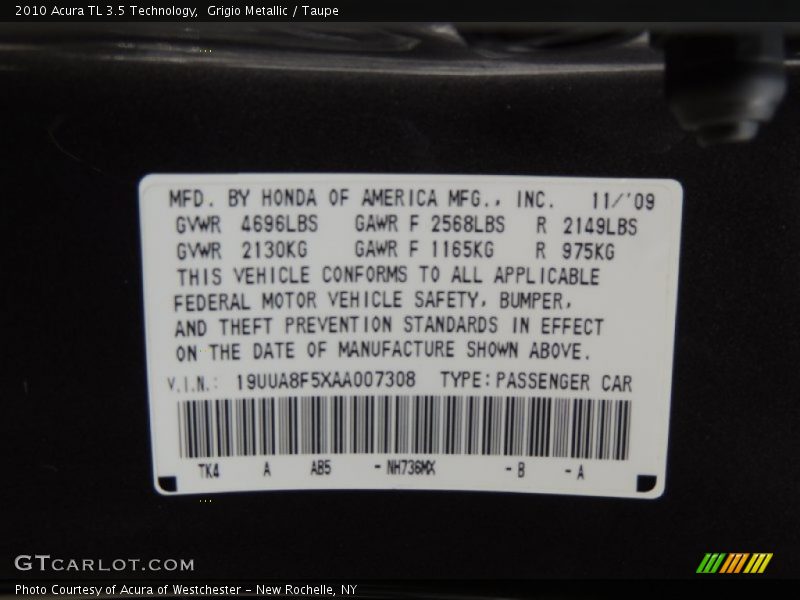 2010 Acura TL 3.5 Technology,  Grigio Metallic / Taupe
MFD. BY HONDA OF AMERICA MFG., INC. 11/'09
GVWR 4696LBS GAWR F 2568LBS R 2149LBS
GVWR 2130KG GAWR F 1165KG R 975KG
THIS VEHICLE CONFORMS TO ALL APPLICABLE
FEDERAL MOTOR VEHICLE SAFETY, BUMPER,
AND THEFT PREVENTION STANDARDS IN EFFECT
ON THE DATE OF MANUFACTURE SHOWN ABOVE.
V.I.N.: 19UUA8F5XAA007308 TYPE: PASSENGER CAR
TK4 A AB5 - NH736MX - B - A
GTCARLOT.COM
Photo Courtesy of Acura of Westchester - New Rochelle, NY